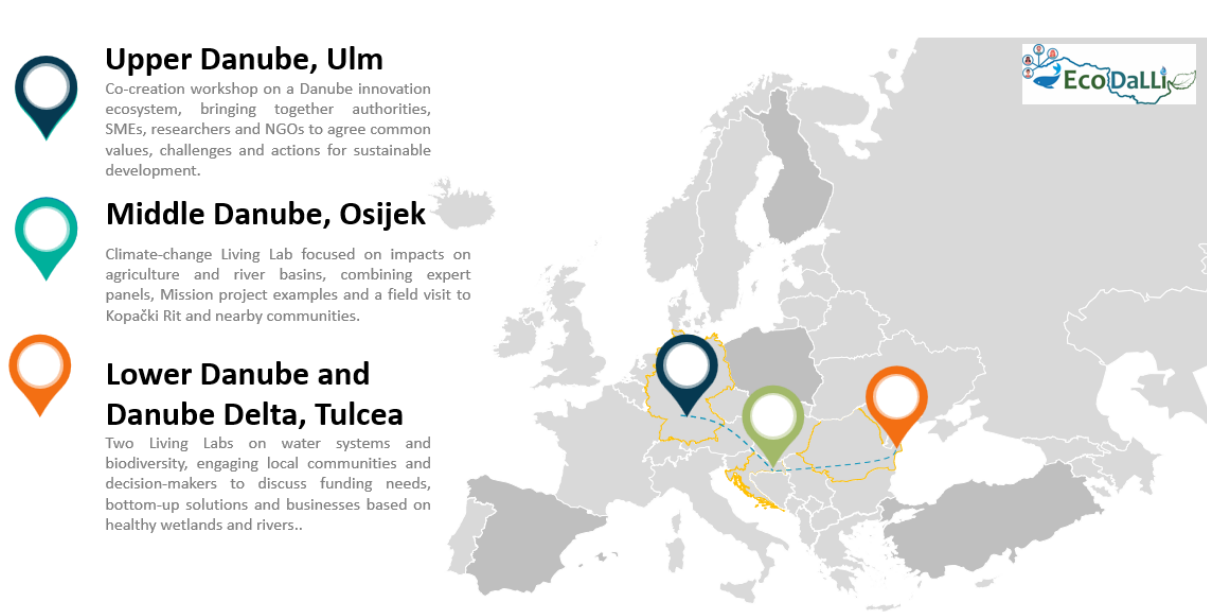 Upper Danube, Ulm
Co-creation workshop on a Danube innovation
ecosystem, bringing together authorities,
SMEs, researchers and NGOs to agree common
values, challenges and actions for sustainable
development.
Middle Danube, Osijek
Climate-change Living Lab focused on impacts on
agriculture and river basins, combining expert
panels, Mission project examples and a field visit to
Kopački Rit and nearby communities.
Lower Danube and
Danube Delta, Tulcea
Two Living Labs on water systems and
biodiversity, engaging local communities and
decision-makers to discuss funding needs,
bottom-up solutions and businesses based on
healthy wetlands and rivers..
EcoDaLLi